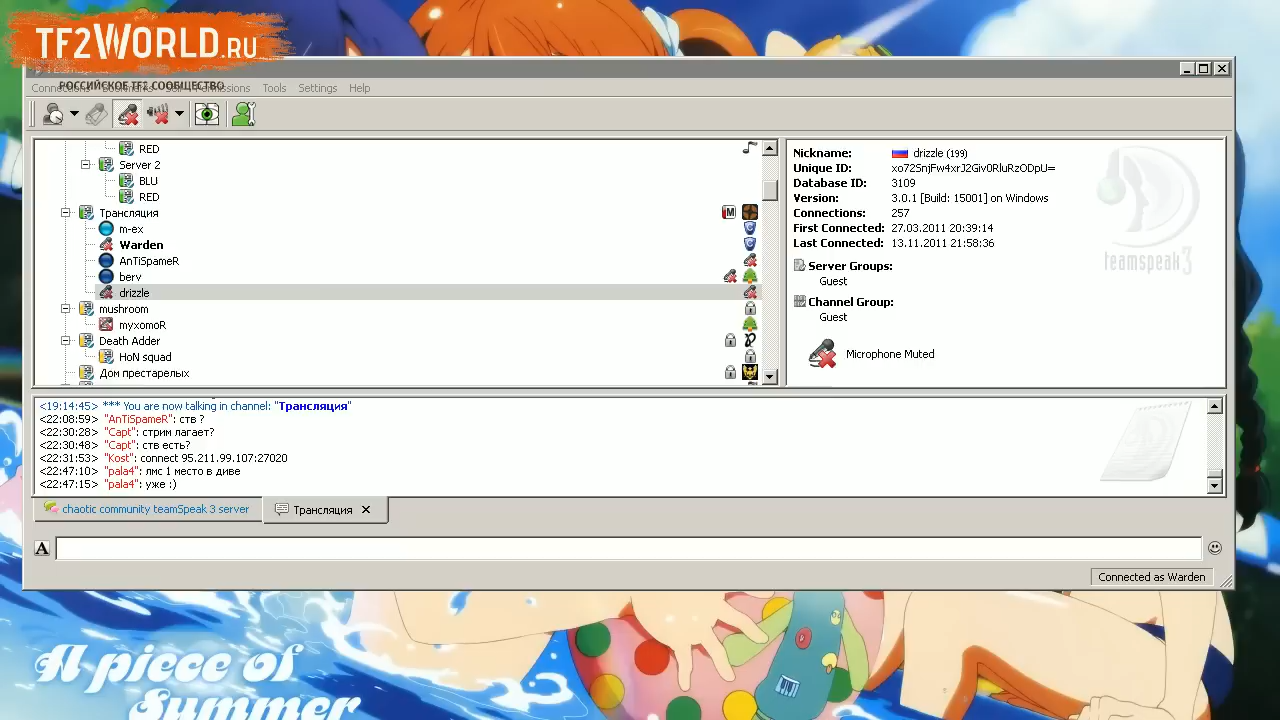 TF2WORLD.RU
РОССИЙСКОЕ TF2 СООБЩЕСТВО
Connections Bookmarks Self Permissions Tools Settings Help
RED
Server 2
BLU
RED
Трансляция
M
m-ex
Warden
AnTiSpameR
berv
drizzle
mushroom
myxomoR
Death Adder
HoN squad
Дом престарелых
Nickname: drizzle (199)
Unique ID: xo72SnjFw4xrJ2Giv0RluRzODpU=
Database ID: 3109
Version: 3.0.1 [Build: 15001] on Windows
Connections: 257
First Connected: 27.03.2011 20:39:14
Last Connected: 13.11.2011 21:58:36
Server Groups:
Guest
Channel Group:
Guest
Microphone Muted
teamspeak3
<19:14:45> *** You are now talking in channel: "Трансляция"
<22:08:59> "AnTiSpameR": ств ?
<22:30:28> "Capt": стрим лагает?
<22:30:48> "Capt": ств есть?
<22:31:53> "Kost": connect 95.211.99.107:27020
<22:47:10> "pala4": лмс 1 место в диве
<22:47:15> "pala4": уже :)
chaotic community teamSpeak 3 server
Трансляция
A
Connected as Warden
A piece of
Summer